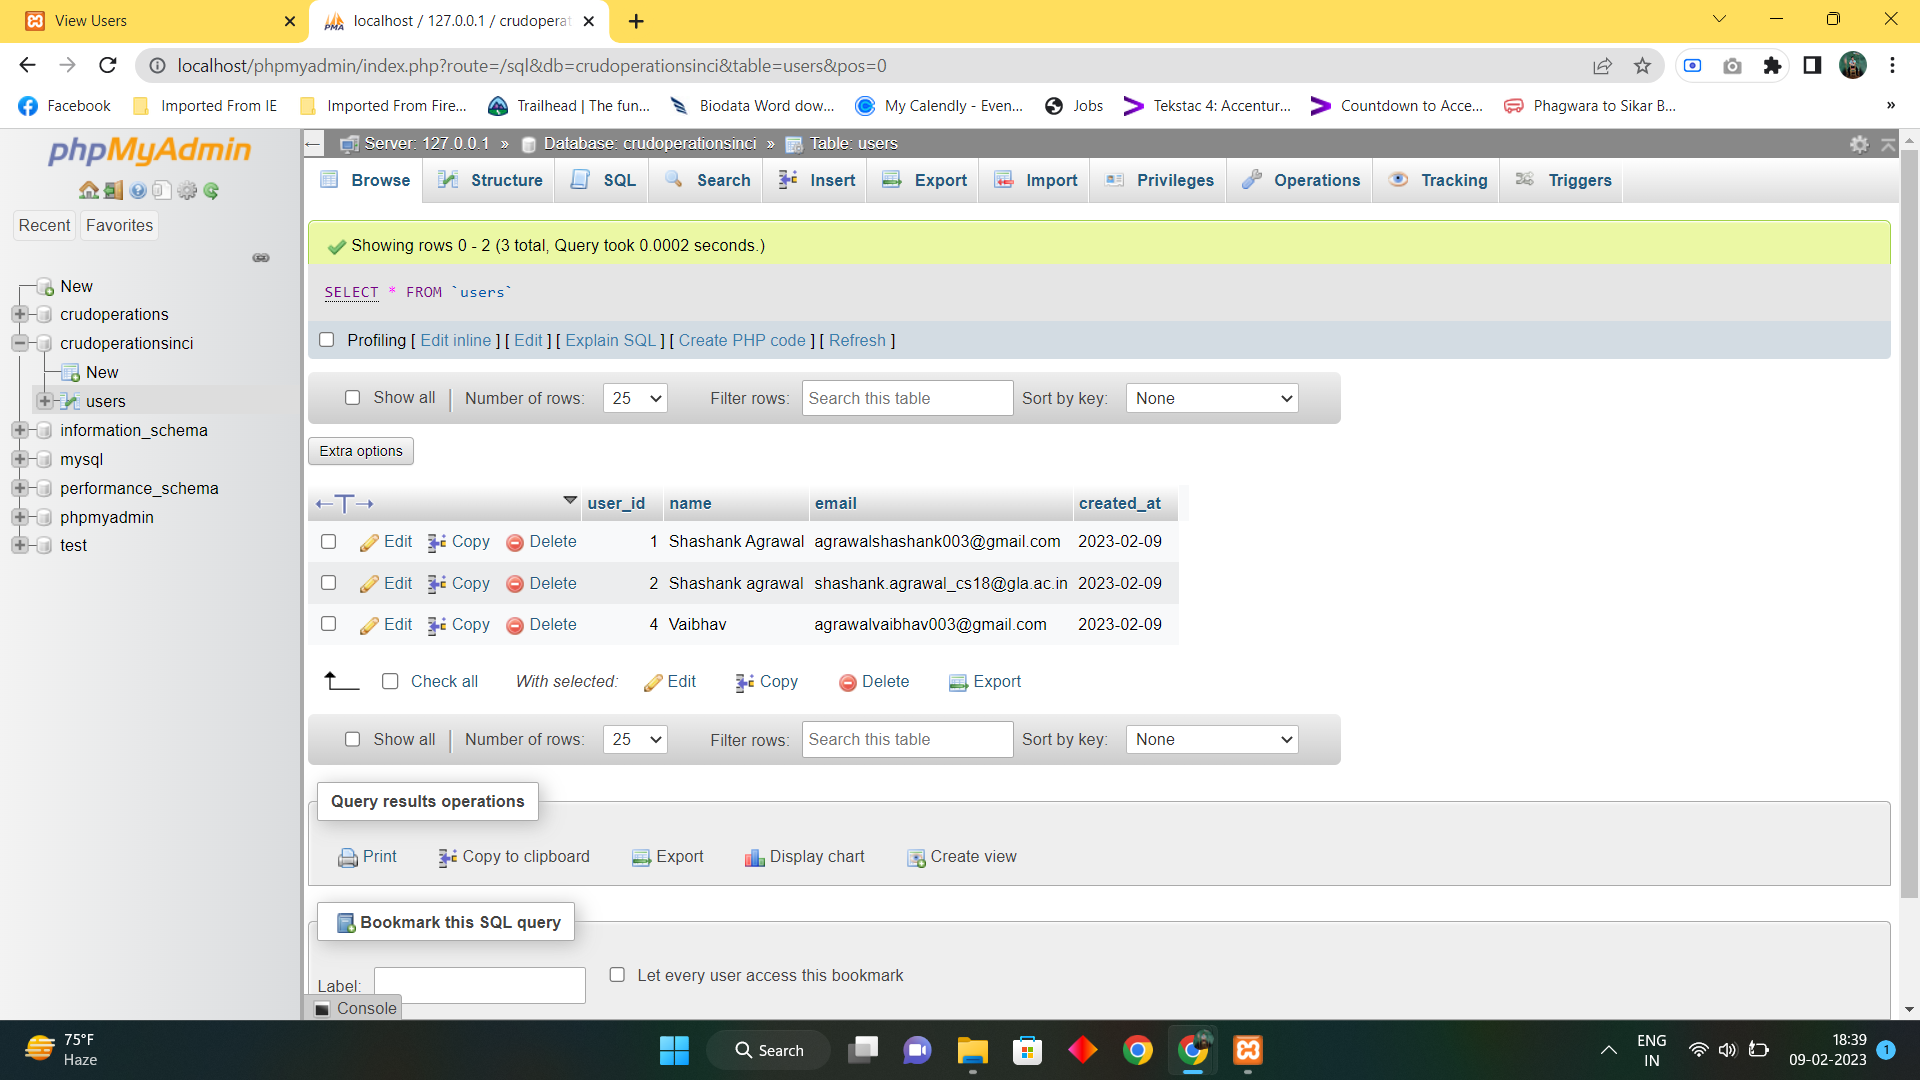 View Users
localhost / 127.0.0.1 / crudoperat
localhost/phpmyadmin/index.php?route=/sql&db=crudoperationsinci&table=users&pos=0
Facebook
Imported From IE
Imported From Fire...
Trailhead | The fun...
Biodata Word dow...
My Calendly - Even...
Jobs
Tekstac 4: Accentur...
Countdown to Acce...
Phagwara to Sikar B...
»
phpMyAdmin
Recent
Favorites
New
crudoperations
crudoperationsinci
New
users
information_schema
mysql
performance_schema
phpmyadmin
test
Server: 127.0.0.1 » Database: crudoperationsinci » Table: users
Browse
Structure
SQL
Search
Insert
Export
Import
Privileges
Operations
Tracking
Triggers
Showing rows 0 - 2 (3 total, Query took 0.0002 seconds.)
SELECT * FROM `users`
Profiling [ Edit inline ] [ Edit ] [ Explain SQL ] [ Create PHP code ] [ Refresh ]
Show all | Number of rows: 25 Filter rows: Search this table Sort by key: None
Extra options
user_id name email created_at
Edit Copy Delete 1 Shashank Agrawal agrawalshashank003@gmail.com 2023-02-09
Edit Copy Delete 2 Shashank agrawal shashank.agrawal_cs18@gla.ac.in 2023-02-09
Edit Copy Delete 4 Vaibhav agrawalvaibhav003@gmail.com 2023-02-09
Check all With selected: Edit Copy Delete Export
Show all | Number of rows: 25 Filter rows: Search this table Sort by key: None
Query results operations
Print Copy to clipboard Export Display chart Create view
Bookmark this SQL query
Label: Let every user access this bookmark
Console
75°F
Haze
Search
ENG
IN
18:39
09-02-2023
1